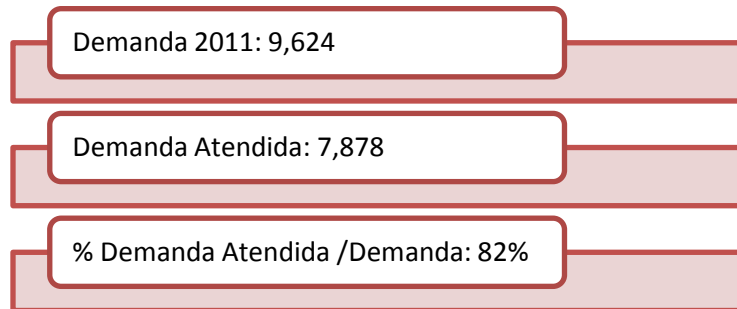 Demanda 2011: 9,624
Demanda Atendida: 7,878
% Demanda Atendida /Demanda: 82%